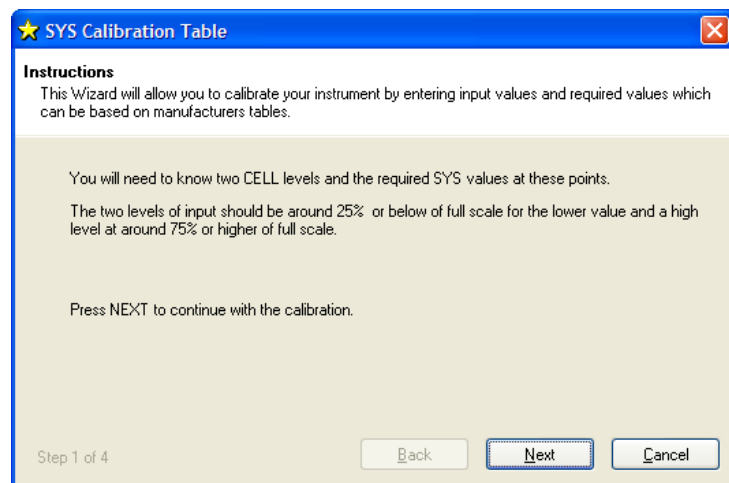 SYS Calibration Table
Instructions
This Wizard will allow you to calibrate your instrument by entering input values and required values which
can be based on manufacturers tables.
You will need to know two CELL levels and the required SYS values at these points.
The two levels of input should be around 25% or below of full scale for the lower value and a high
level at around 75% or higher of full scale.
Press NEXT to continue with the calibration.
Step 1 of 4
Back
Next
Cancel